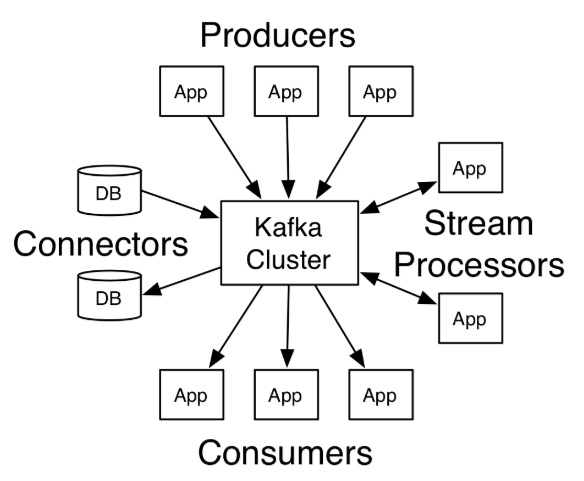 Producers
App
App
App
DB
App
Kafka
Cluster
Stream
Processors
Connectors
DB
App
App
App
App
Consumers